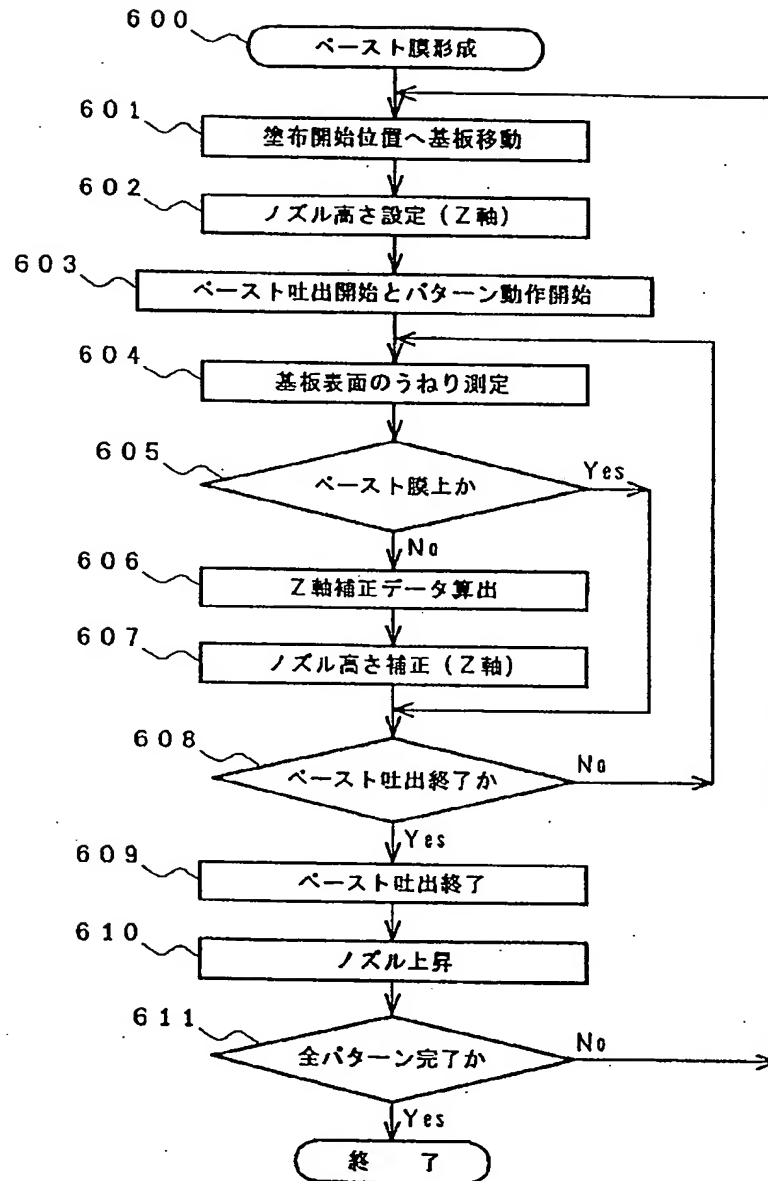 600
ペースト膜形成
601
塗布開始位置へ基板移動
602
ノズル高さ設定(Z軸)
603
ペースト吐出開始とパターン動作開始
604
基板表面のうねり測定
605
ペースト膜上か
Yes
No
606
Z軸補正データ算出
607
ノズル高さ補正(Z軸)
608
ペースト吐出終了か
No
Yes
609
ペースト吐出終了
610
ノズル上昇
611
全パターン完了か
No
Yes
終 了